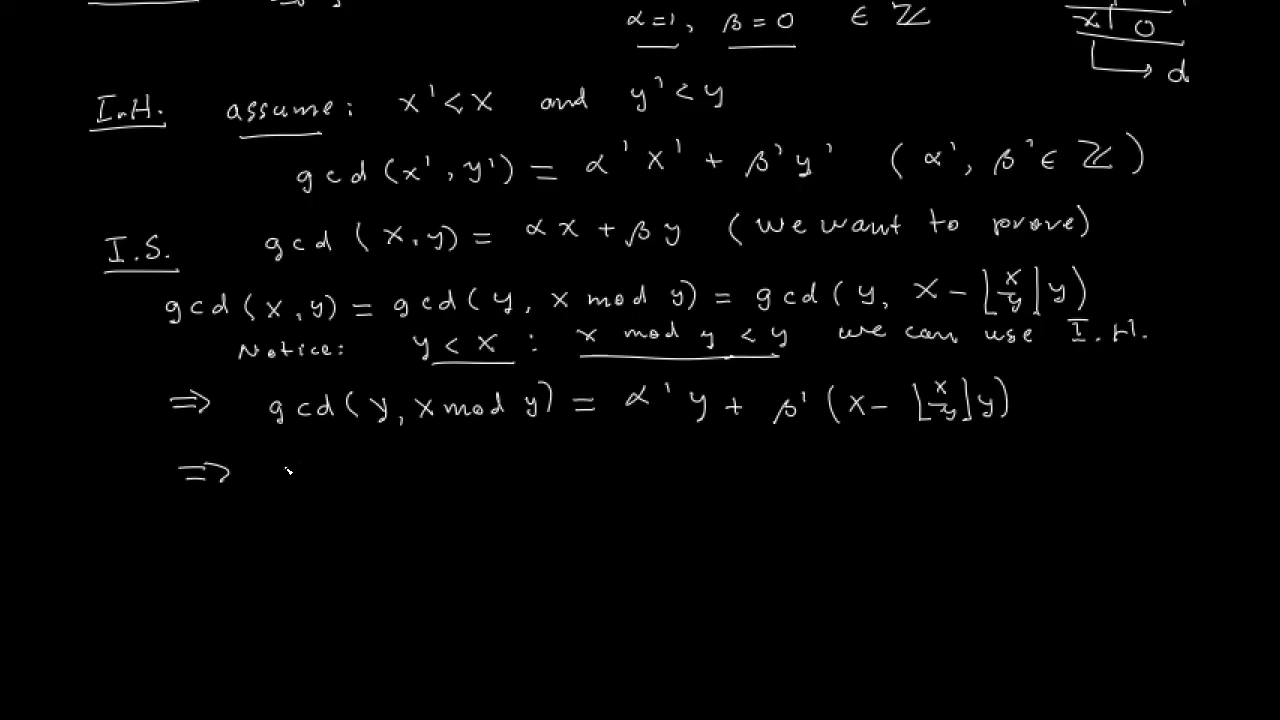 α=1, β=0 ∈ ℤ
x | 0
→ d
I.H. assume: x' < x and y' < y
gcd(x', y') = α'x' + β'y' (α', β' ∈ ℤ)
I.S. gcd(x,y) = αx + βy (we want to prove)
gcd(x,y) = gcd(y, x mod y) = gcd(y, x - ⌊x/y⌋y)
Notice: y < x : x mod y < y we can use I.H.
⇒ gcd(y, x mod y) = α'y + β'(x - ⌊x/y⌋y)
⇒